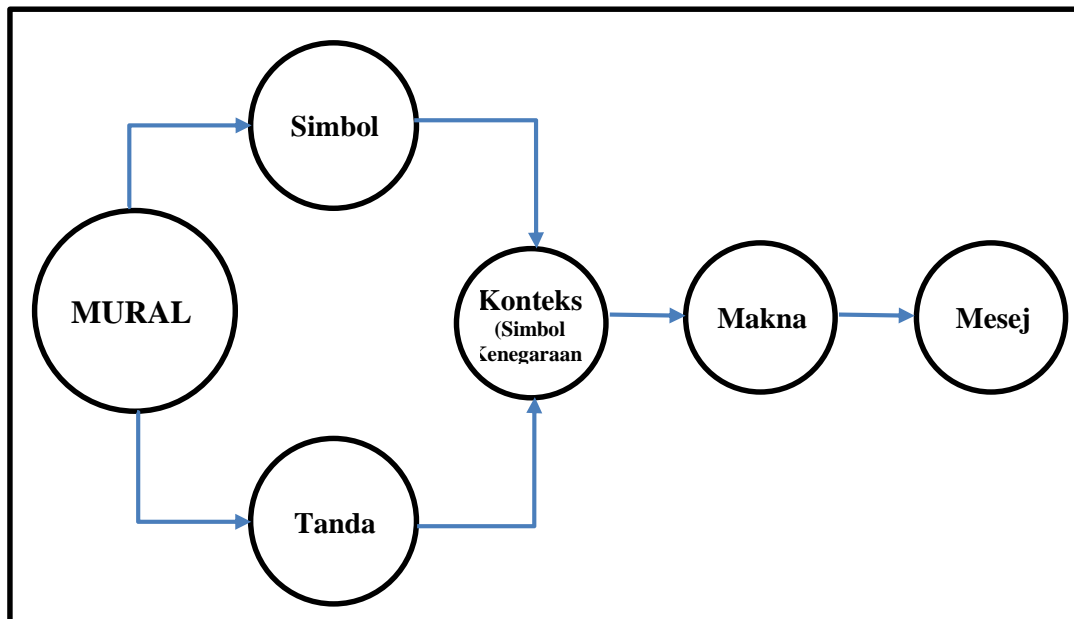 Simbol
MURAL
Konteks
(Simbol
Kenegaraan
Makna
Mesej
Tanda